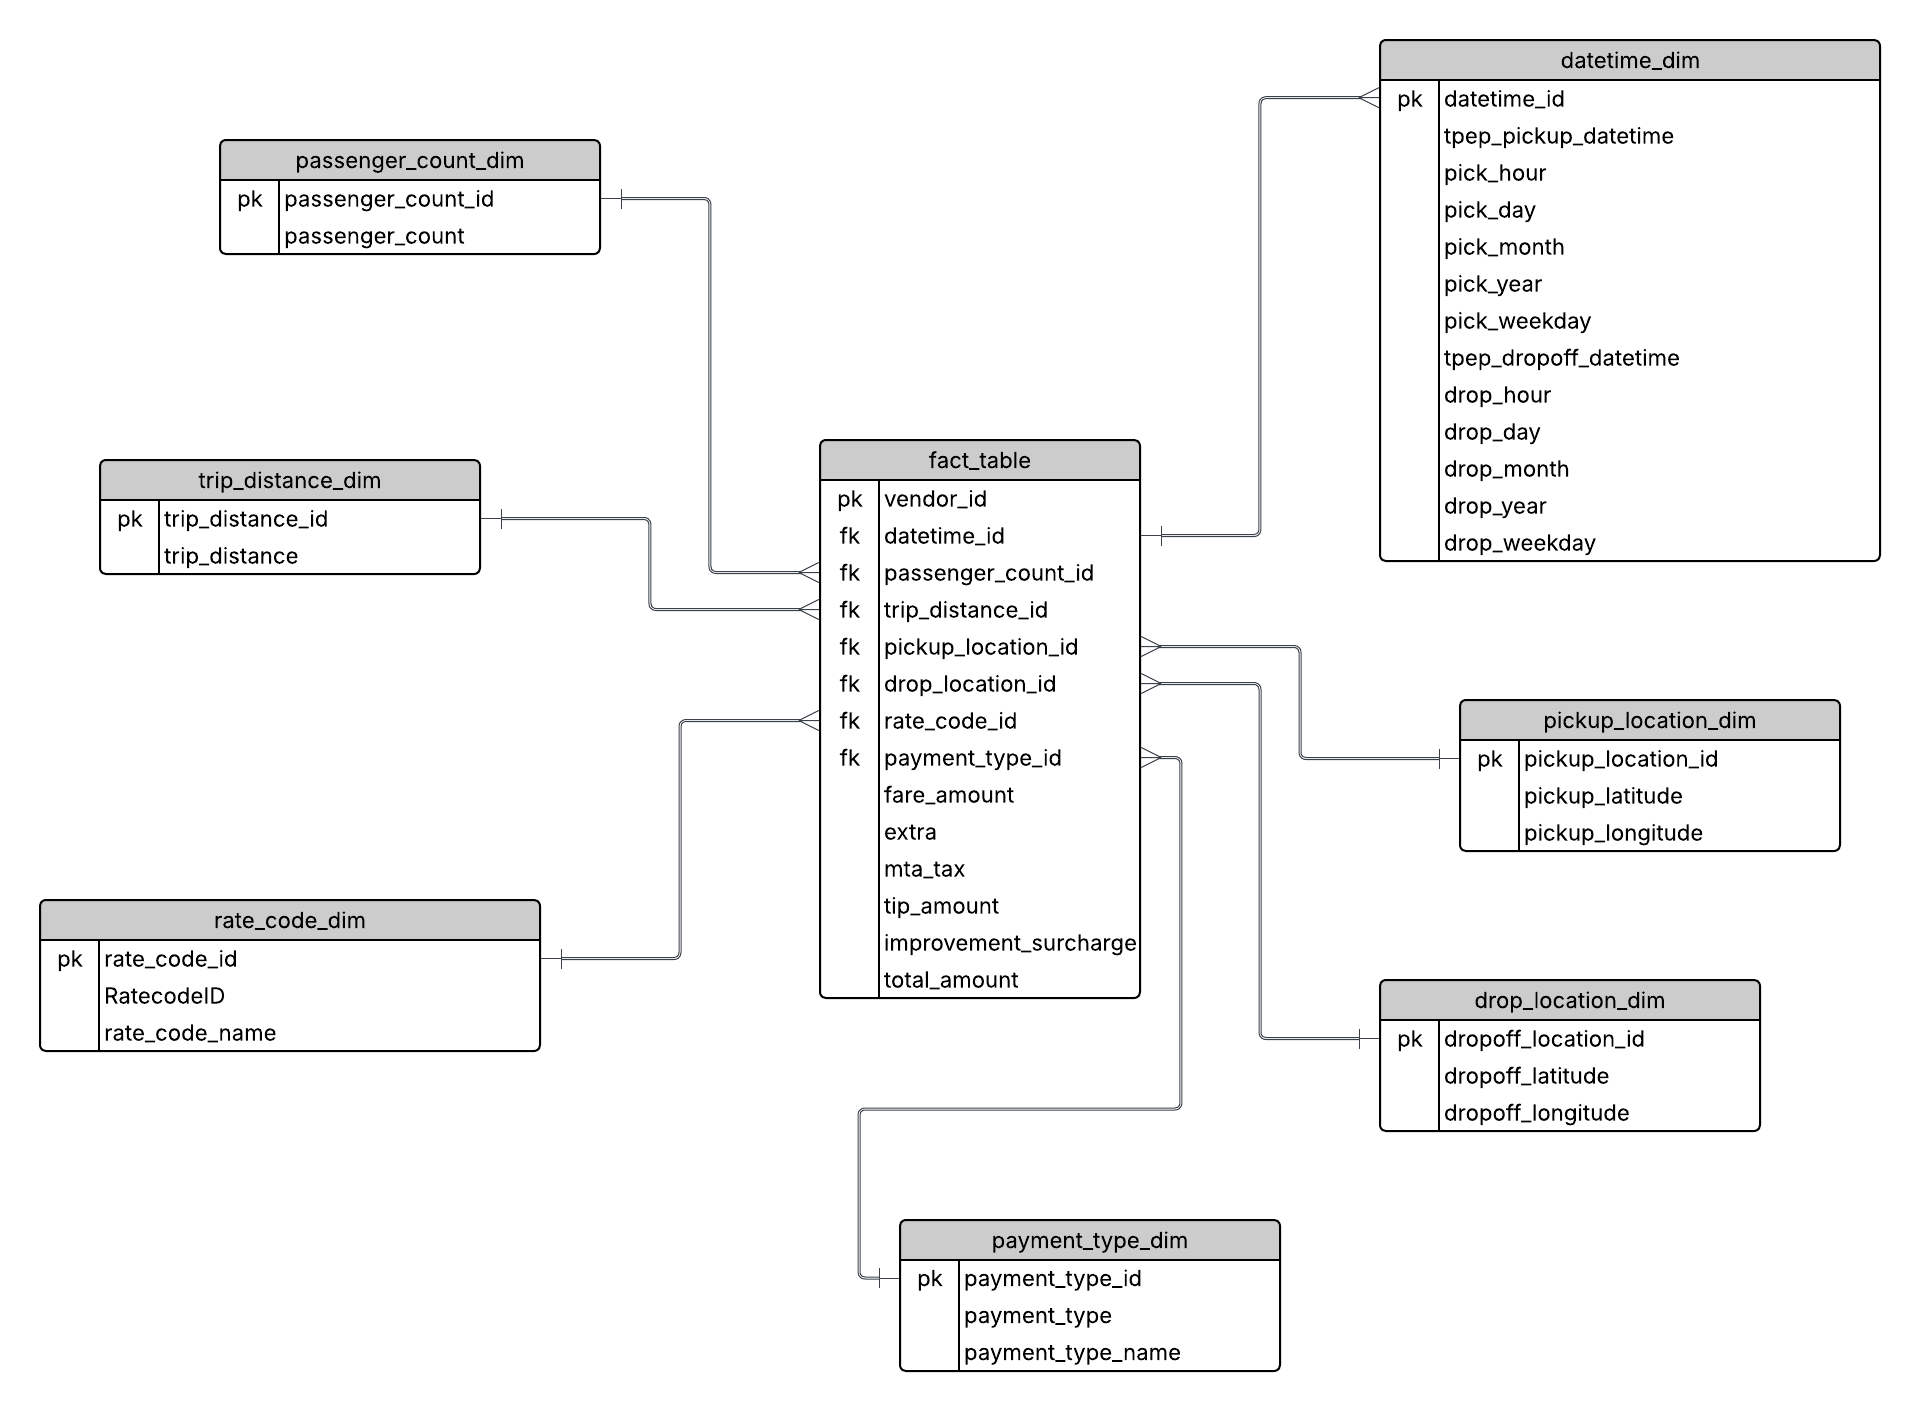 datetime_dim
pk datetime_id
tpep_pickup_datetime
pick_hour
pick_day
pick_month
pick_year
pick_weekday
tpep_dropoff_datetime
drop_hour
drop_day
drop_month
drop_year
drop_weekday
passenger_count_dim
pk passenger_count_id
passenger_count
trip_distance_dim
pk trip_distance_id
trip_distance
fact_table
pk vendor_id
fk datetime_id
fk passenger_count_id
fk trip_distance_id
fk pickup_location_id
fk drop_location_id
fk rate_code_id
fk payment_type_id
fare_amount
extra
mta_tax
tip_amount
improvement_surcharge
total_amount
pickup_location_dim
pk pickup_location_id
pickup_latitude
pickup_longitude
rate_code_dim
pk rate_code_id
RatecodeID
rate_code_name
drop_location_dim
pk dropoff_location_id
dropoff_latitude
dropoff_longitude
payment_type_dim
pk payment_type_id
payment_type
payment_type_name